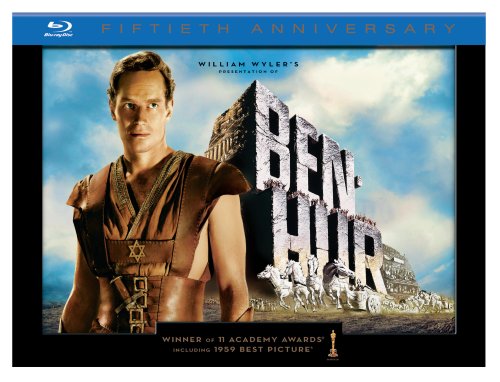 Blu-ray Disc
FIFTIETH ANNIVERSARY
WILLIAM WYLER'S
PRESENTATION OF
BEN-
HUR
WINNER OF 11 ACADEMY AWARDS®
INCLUDING 1959 BEST PICTURE®